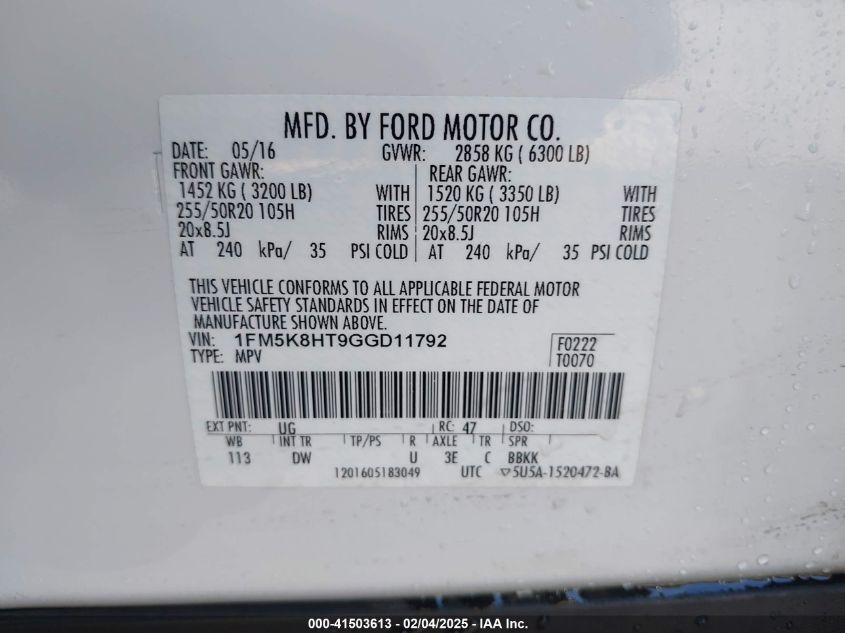 MFD. BY FORD MOTOR CO.
DATE: 05/16 GVWR: 2858 KG ( 6300 LB)
FRONT GAWR: REAR GAWR:
1452 KG ( 3200 LB) WITH 1520 KG ( 3350 LB) WITH
255/50R20 105H TIRES 255/50R20 105H TIRES
20x8.5J RIMS 20x8.5J RIMS
AT 240 kPa/ 35 PSI COLD AT 240 kPa/ 35 PSI COLD
THIS VEHICLE CONFORMS TO ALL APPLICABLE FEDERAL MOTOR
VEHICLE SAFETY STANDARDS IN EFFECT ON THE DATE OF
MANUFACTURE SHOWN ABOVE.
VIN: 1FM5K8HT9GGD11792 F0222
TYPE: MPV T0070
EXT PNT: UG RC: 47 DSO:
WB INT TR TP/PS R AXLE TR SPR
113 DW U 3E C BBKK
1201605183049 UTC ▽5U5A-1520472-BA
000-41503613 - 02/04/2025 - IAA Inc.